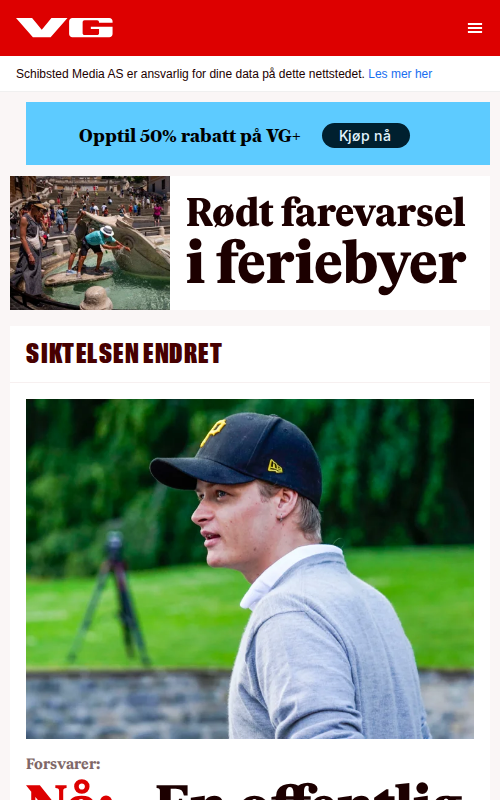 VG
Schibsted Media AS er ansvarlig for dine data på dette nettstedet. Les mer her
Opptil 50% rabatt på VG+ Kjøp nå
Rødt farevarsel
i feriebyer
SIKTELSEN ENDRET
Forsvarer:
Nå: – En offentlig